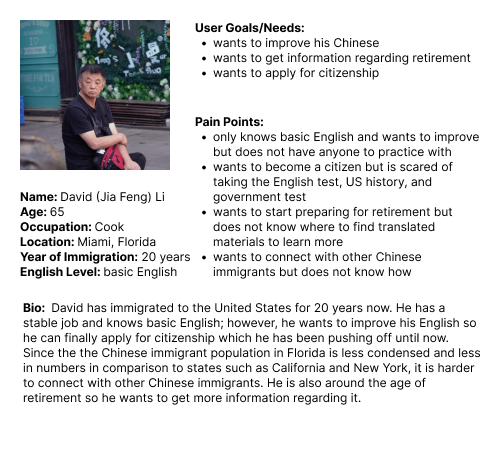 User Goals/Needs:
• wants to improve his Chinese
• wants to get information regarding retirement
• wants to apply for citizenship
Pain Points:
• only knows basic English and wants to improve
but does not have anyone to practice with
• wants to become a citizen but is scared of
taking the English test, US history, and
government test
• wants to start preparing for retirement but
does not know where to find translated
materials to learn more
• wants to connect with other Chinese
immigrants but does not know how
Name: David (Jia Feng) Li
Age: 65
Occupation: Cook
Location: Miami, Florida
Year of Immigration: 20 years
English Level: basic English
Bio: David has immigrated to the United States for 20 years now. He has a
stable job and knows basic English; however, he wants to improve his English so
he can finally apply for citizenship which he has been pushing off until now.
Since the the Chinese immigrant population in Florida is less condensed and less
in numbers in comparison to states such as California and New York, it is harder
to connect with other Chinese immigrants. He is also around the age of
retirement so he wants to get more information regarding it.